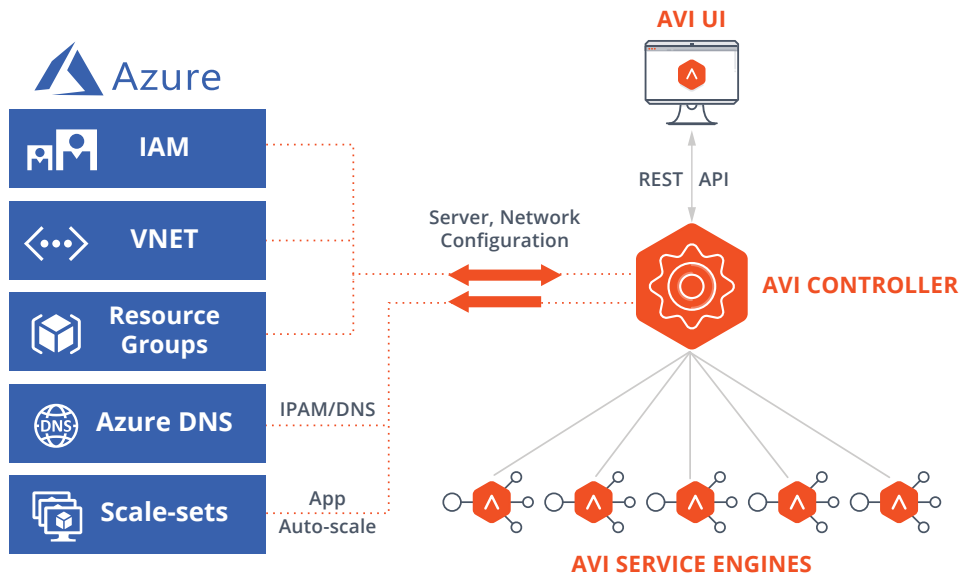 AVI UI
Azure
IAM
VNET
Resource
Groups
Azure DNS
DNS
Scale-sets
IPAM/DNS
App
Auto-scale
Server, Network
Configuration
REST API
AVI CONTROLLER
AVI SERVICE ENGINES